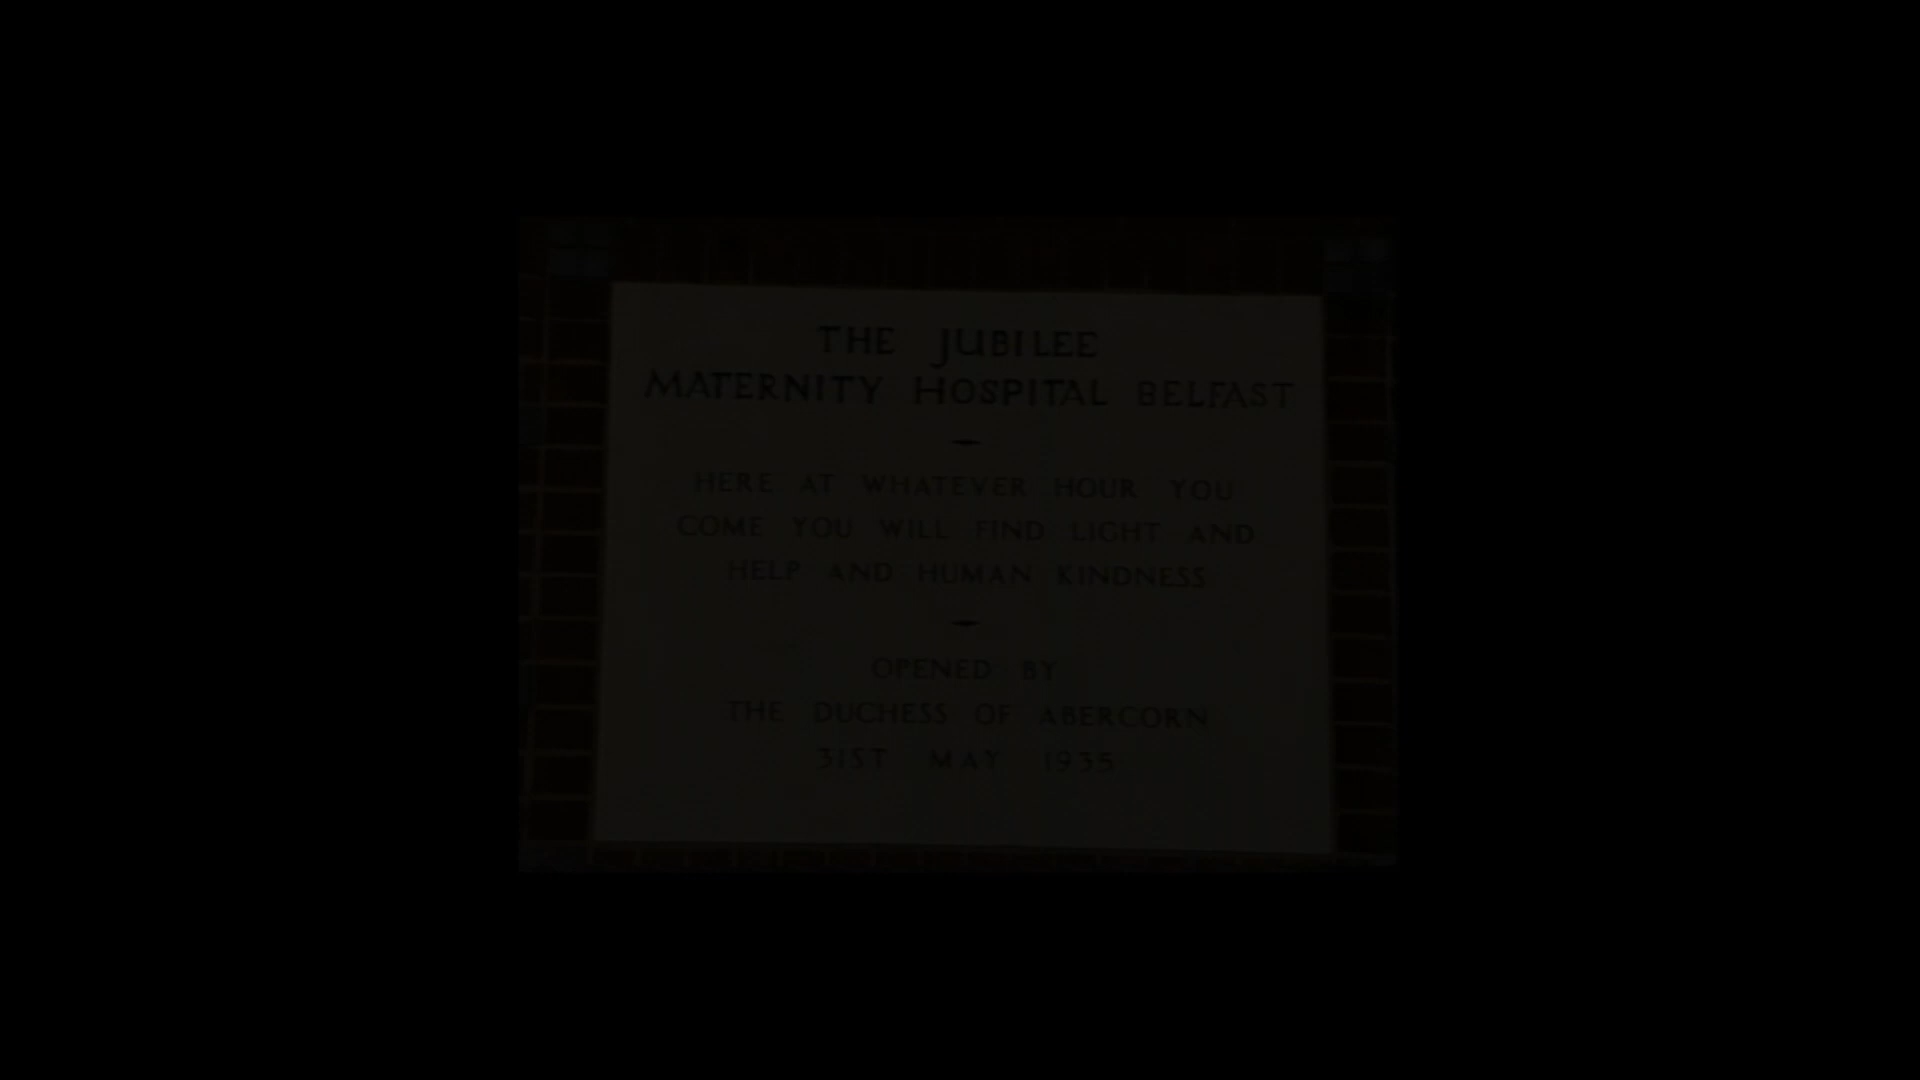 THE JUBILEE
MATERNITY HOSPITAL BELFAST
HERE AT WHATEVER HOUR YOU
COME YOU WILL FIND LIGHT AND
HELP AND HUMAN KINDNESS
OPENED BY
THE DUCHESS OF ABERCORN
31ST MAY 1935